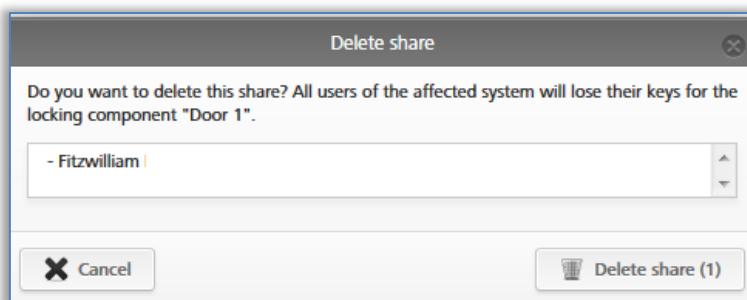 Delete share
Do you want to delete this share? All users of the affected system will lose their keys for the
locking component "Door 1".
- Fitzwilliam
Cancel
Delete share (1)